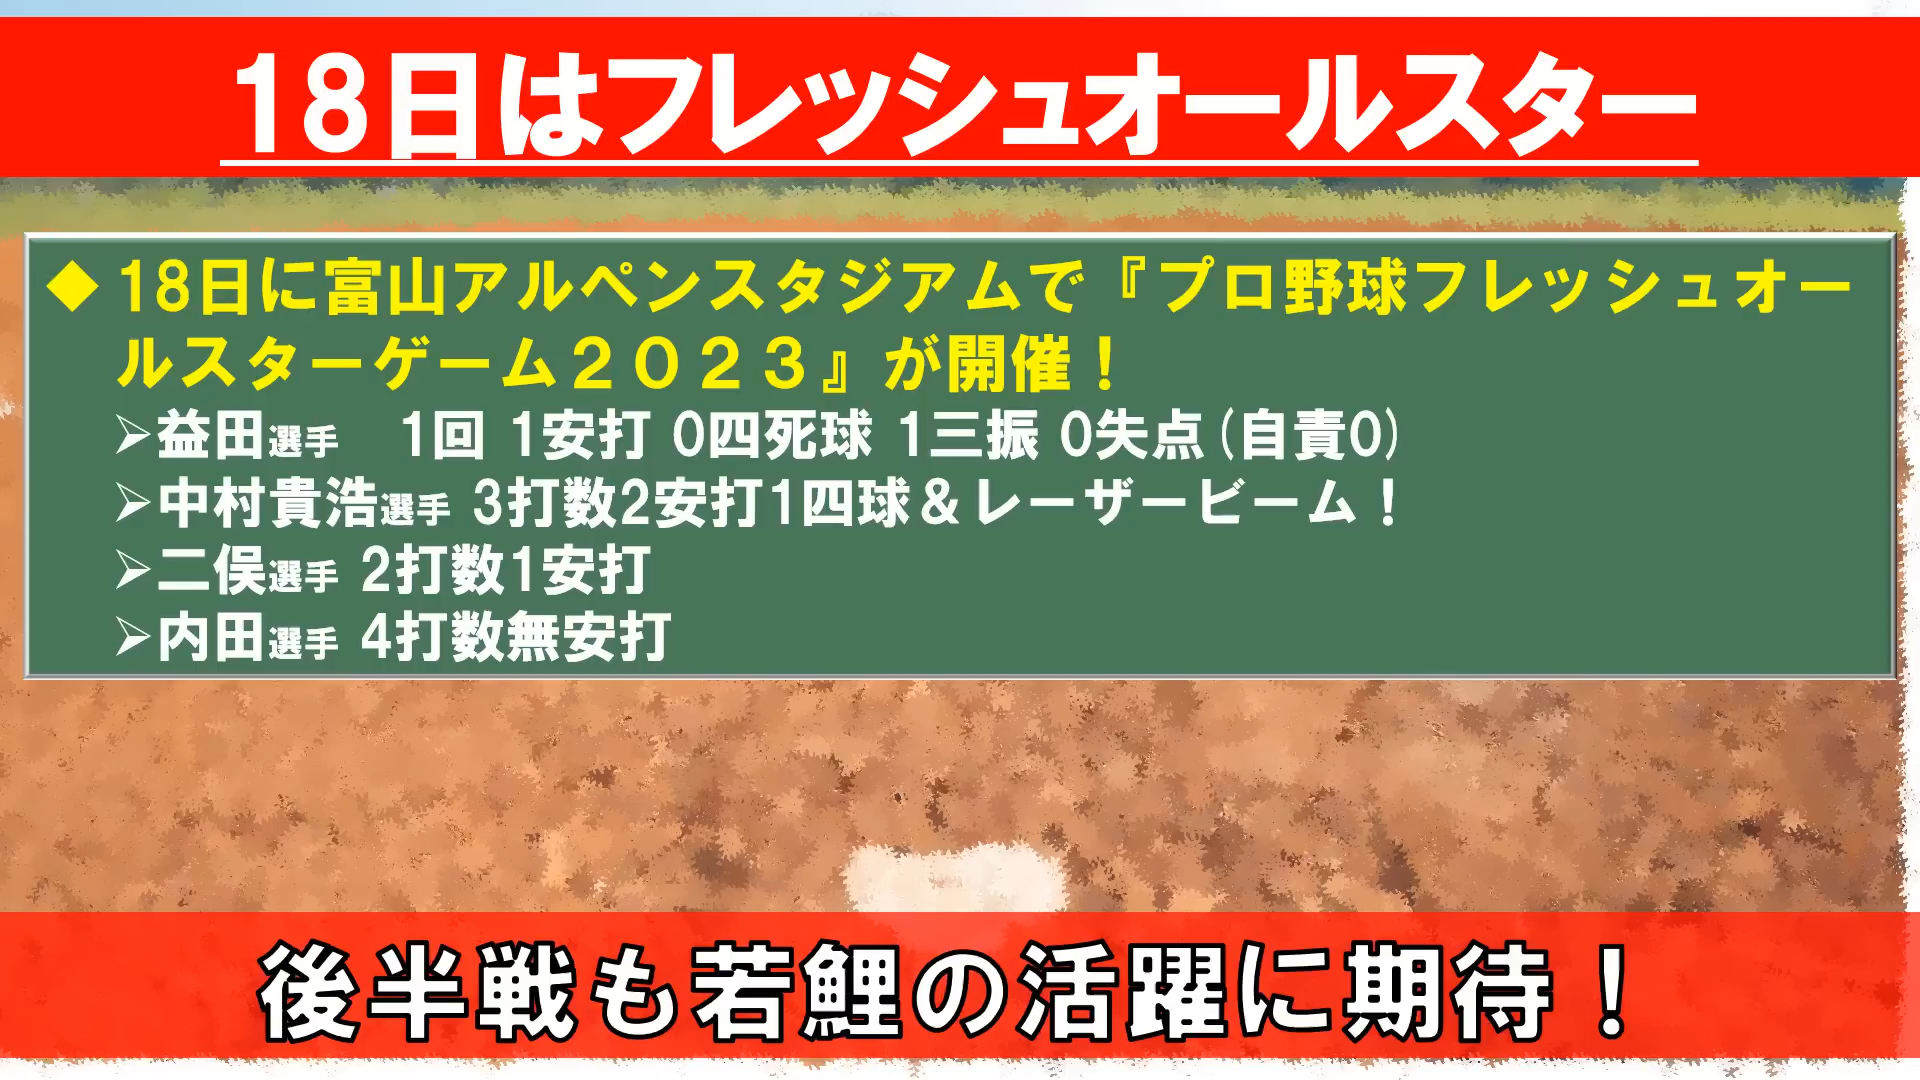 18日はフレッシュオールスター
◆ 18日に富山アルペンスタジアムで『プロ野球フレッシュオー
ルスターゲーム２０２３』が開催！
➢益田選手　1回 1安打 0四死球 1三振 0失点(自責0)
➢中村貴浩選手 3打数2安打1四球＆レーザービーム！
➢二俣選手 2打数1安打
➢内田選手 4打数無安打
後半戦も若鯉の活躍に期待！